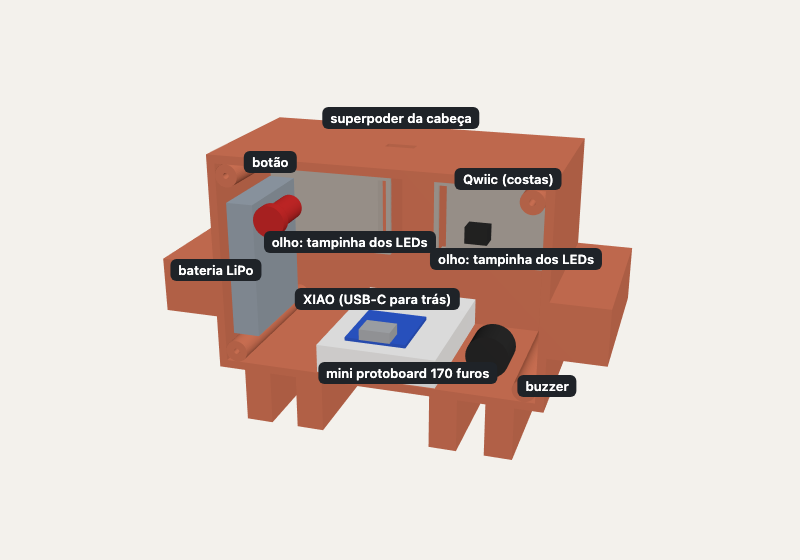 superpoder da cabeça
botão
Qwiic (costas)
olho: tampinha dos LEDs
olho: tampinha dos LEDs
bateria LiPo
XIAO (USB-C para trás)
mini protoboard 170 furos
buzzer